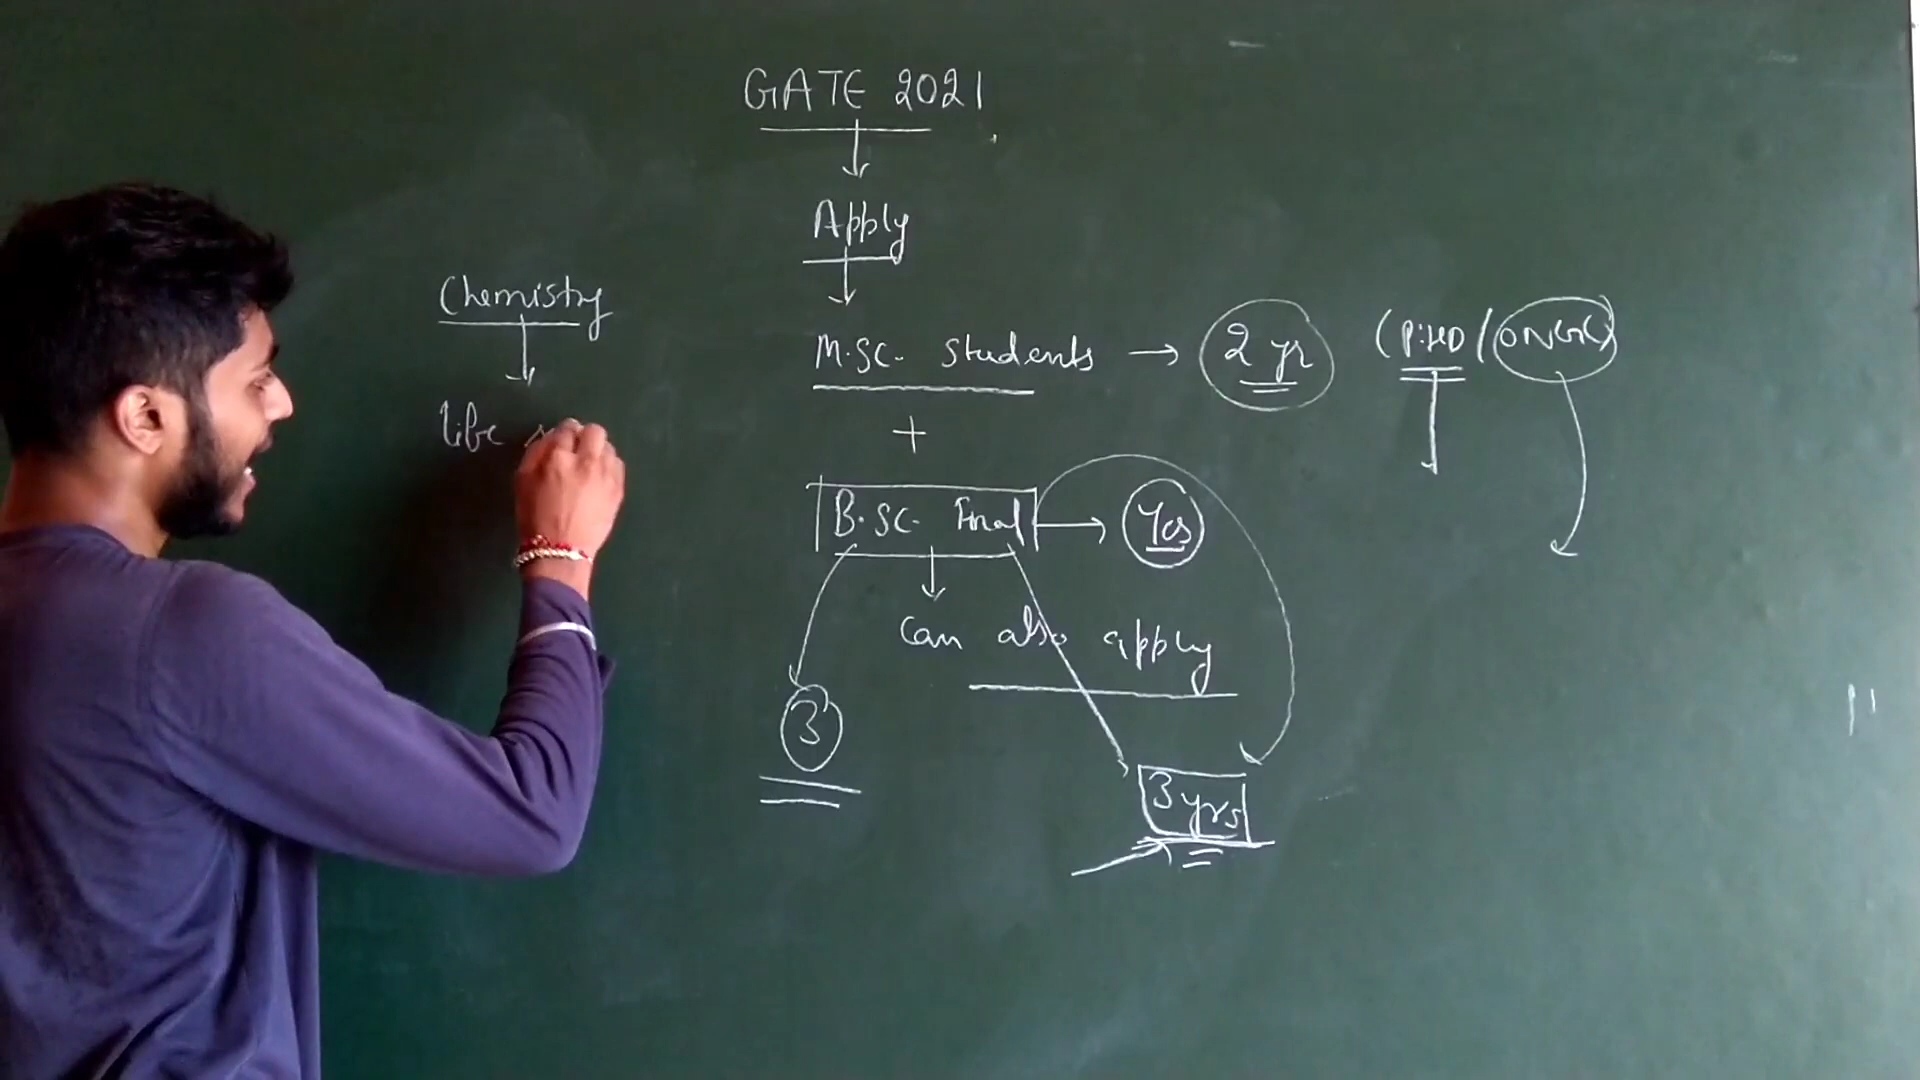 GATE 2021
Apply
Chemistry
Life
M.SC. Students → 2 yr (P.HD / ONGC)
+
B.SC. Final → Yes
can also apply
3
3 yrs